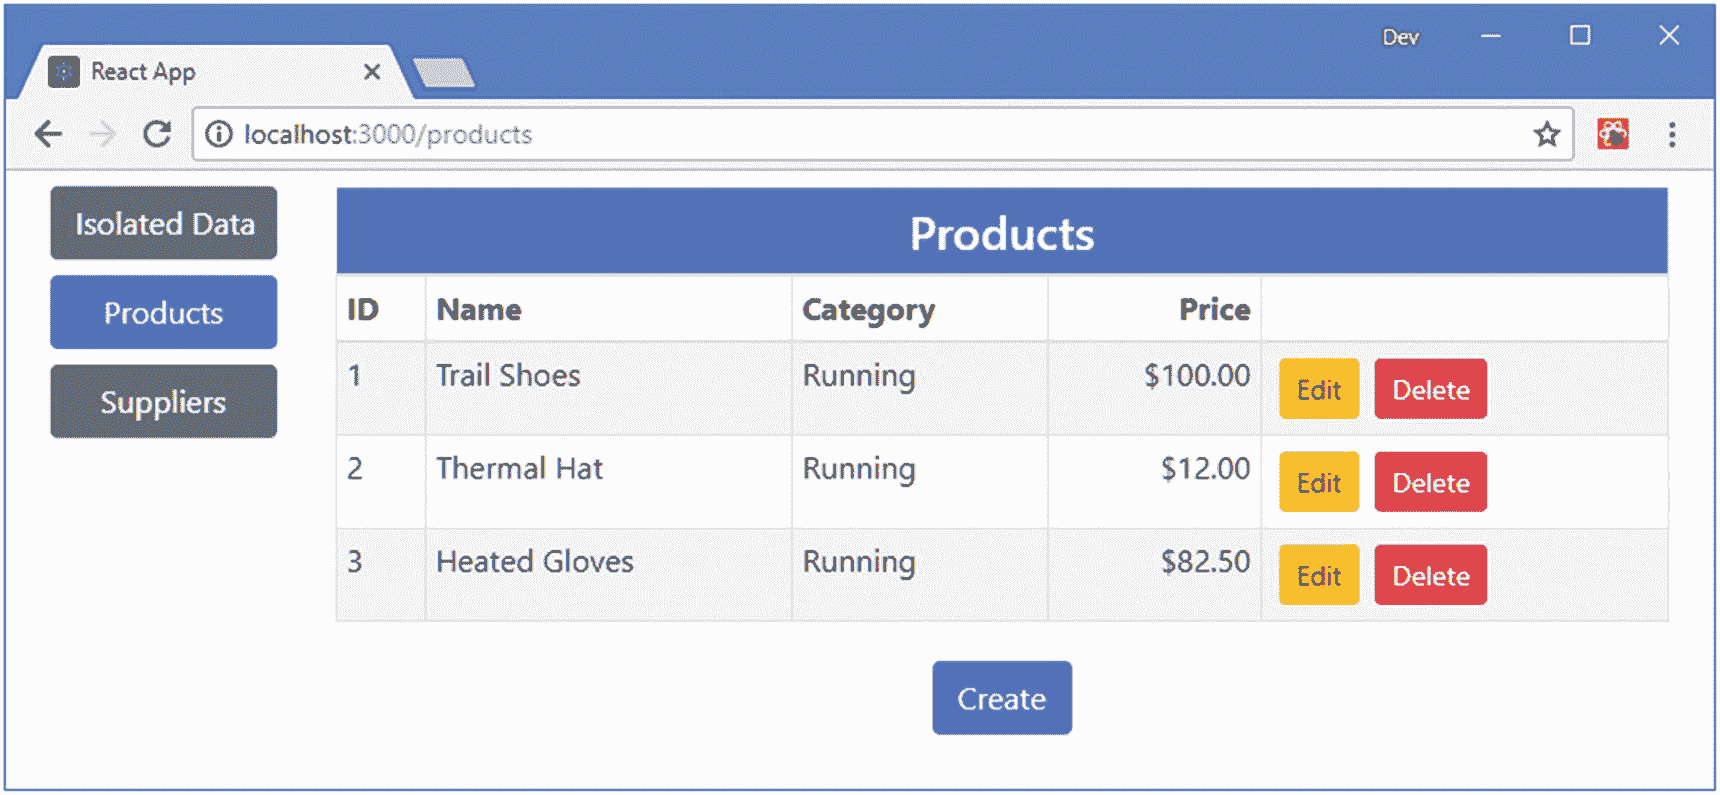 Dev
React App
localhost:3000/products
Isolated Data
Products
Suppliers
Products
ID Name Category Price
1 Trail Shoes Running $100.00 Edit Delete
2 Thermal Hat Running $12.00 Edit Delete
3 Heated Gloves Running $82.50 Edit Delete
Create